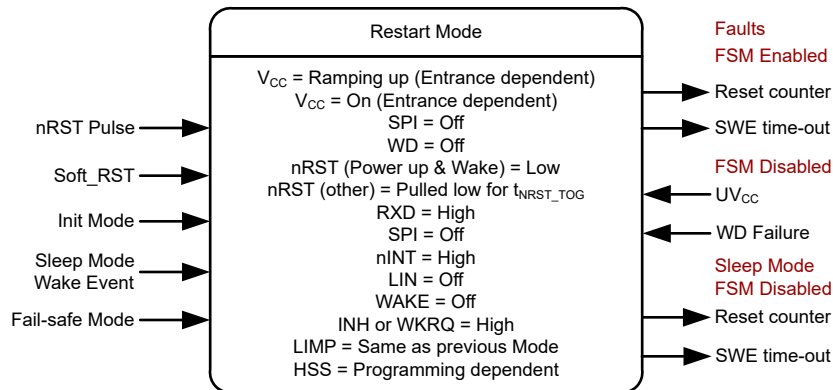 Restart Mode
V_CC = Ramping up (Entrance dependent)
V_CC = On (Entrance dependent)
SPI = Off
WD = Off
nRST (Power up & Wake) = Low
nRST (other) = Pulled low for t_NRST_TOG
RXD = High
SPI = Off
nINT = High
LIN = Off
WAKE = Off
INH or WKRQ = High
LIMP = Same as previous Mode
HSS = Programming dependent
nRST Pulse
Soft_RST
Init Mode
Sleep Mode
Wake Event
Fail-safe Mode
Faults
FSM Enabled
Reset counter
SWE time-out
FSM Disabled
UV_CC
WD Failure
Sleep Mode
FSM Disabled
Reset counter
SWE time-out